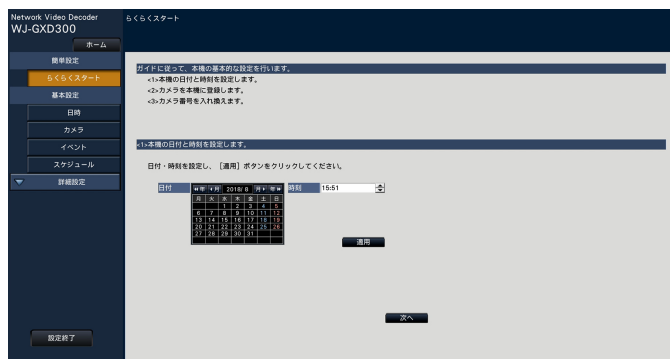 Network Video Decoder
WJ-GXD300
ホーム
簡単設定
らくらくスタート
基本設定
日時
カメラ
イベント
スケジュール
詳細設定
設定終了
らくらくスタート
ガイドに従って、本機の基本的な設定を行います。
<1>本機の日付と時刻を設定します。
<2>カメラを本機に登録します。
<3>カメラ番号を入れ換えます。
<1>本機の日付と時刻を設定します。
日付・時刻を設定し、［適用］ボタンをクリックしてください。
日付 年 月 2018/ 8 月 年 時刻 15:51
月 火 水 木 金 土 日
1 2 3 4 5
6 7 8 9 10 11 12
13 14 15 16 17 18 19
20 21 22 23 24 25 26
27 28 29 30 31
適用
次へ